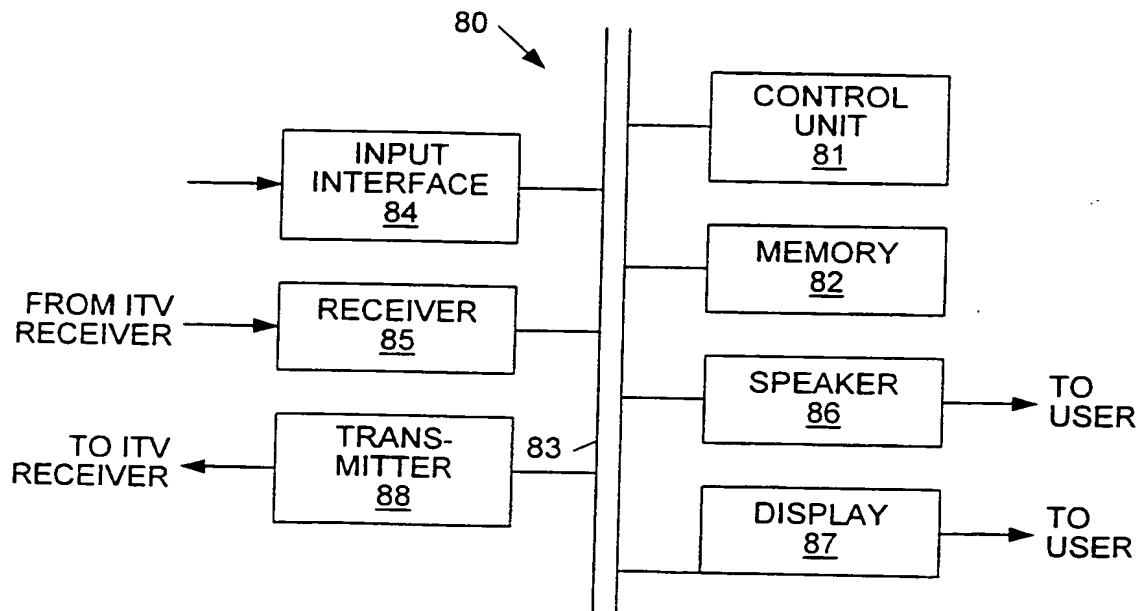 80
CONTROL
UNIT
81
INPUT
INTERFACE
84
MEMORY
82
FROM ITV
RECEIVER
RECEIVER
85
SPEAKER
86
TO
USER
TO ITV
RECEIVER
TRANS-
MITTER
88
83
DISPLAY
87
TO
USER